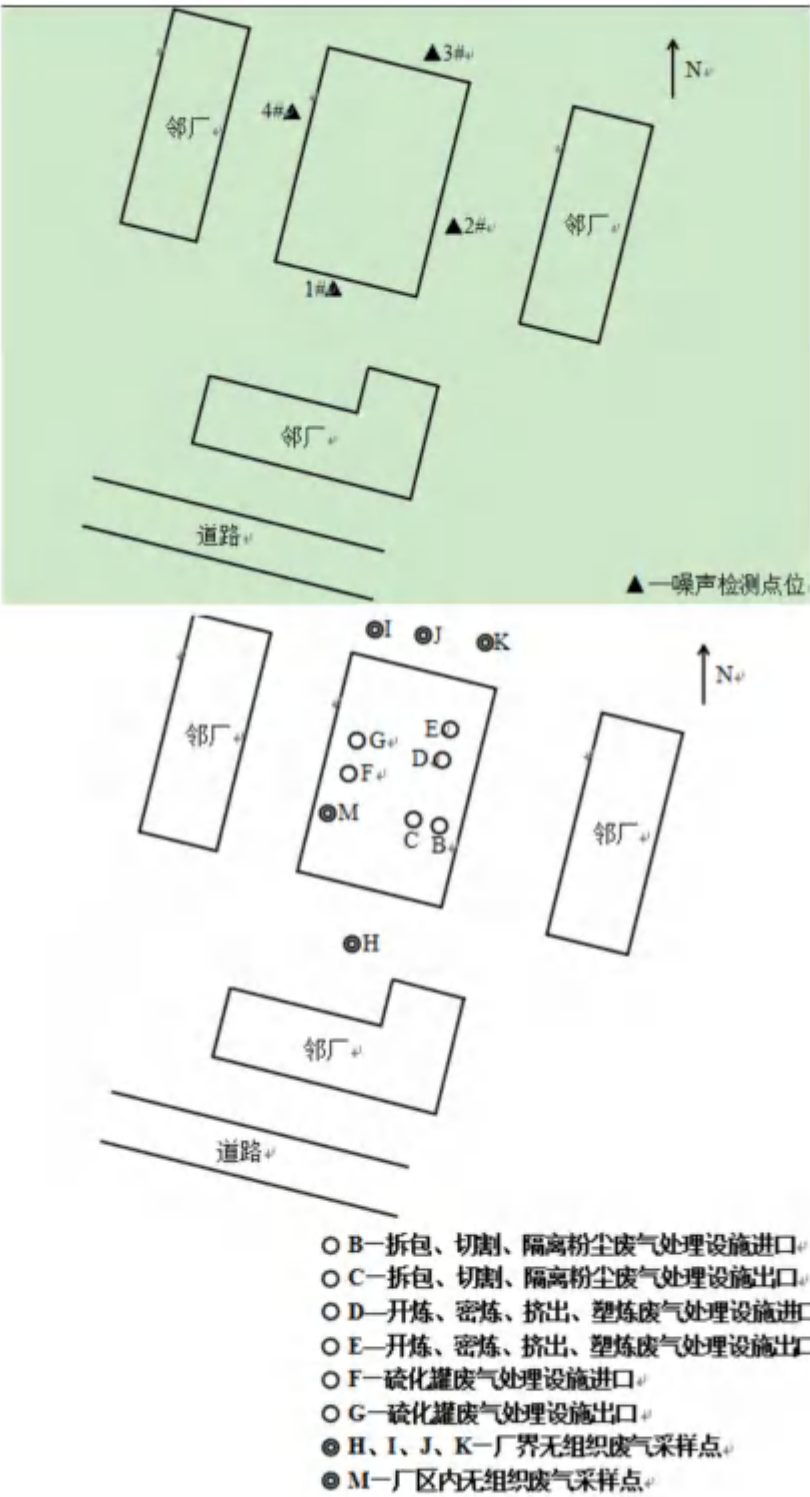 ▲3#
N
4#▲
邻厂
邻厂
▲2#
1#▲
邻厂
道路
▲—噪声检测点位
I
J
K
N
邻厂
E
G
D
F
M
C
B
邻厂
H
邻厂
道路
○ B—拆包、切割、隔离粉尘废气处理设施进口
○ C—拆包、切割、隔离粉尘废气处理设施出口
○ D—开炼、密炼、挤出、塑炼废气处理设施进口
○ E—开炼、密炼、挤出、塑炼废气处理设施出口
○ F—硫化罐废气处理设施进口
○ G—硫化罐废气处理设施出口
◎ H、I、J、K—厂界无组织废气采样点
◎ M—厂区内无组织废气采样点